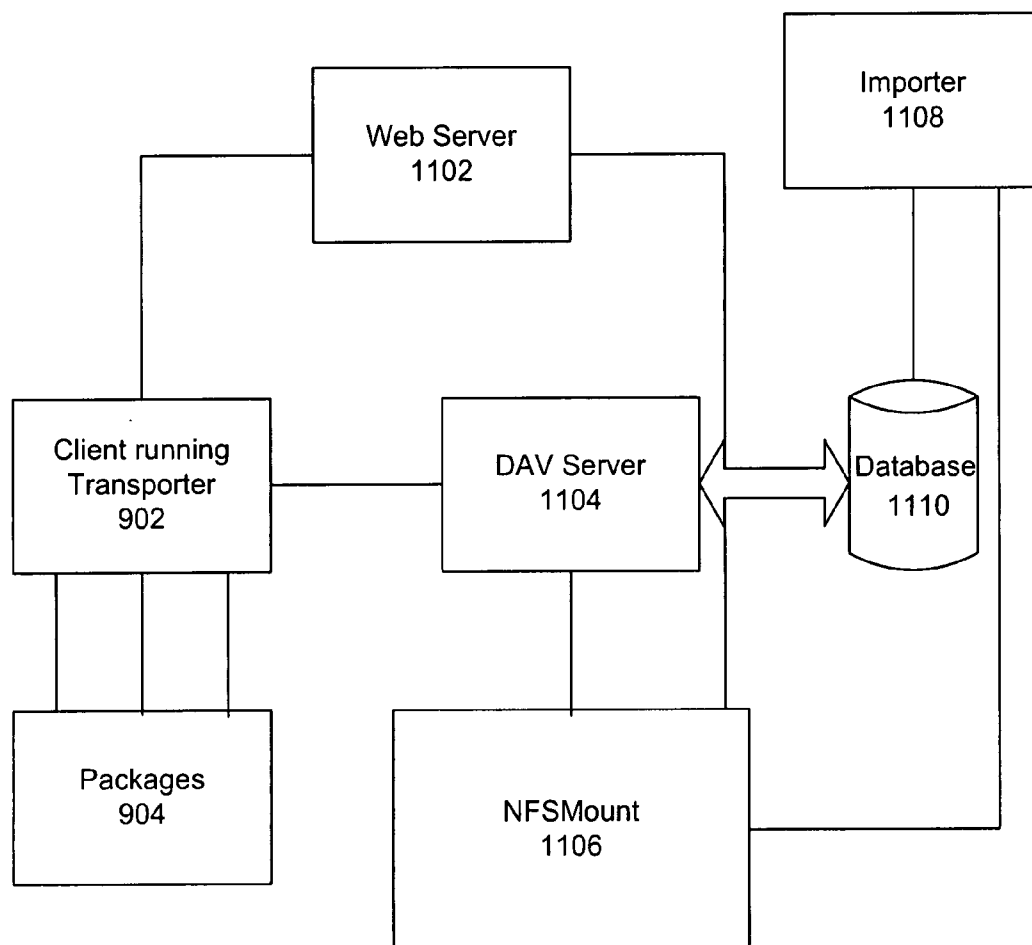 Importer
1108
Web Server
1102
Client running
Transporter
902
DAV Server
1104
Database
1110
Packages
904
NFSMount
1106